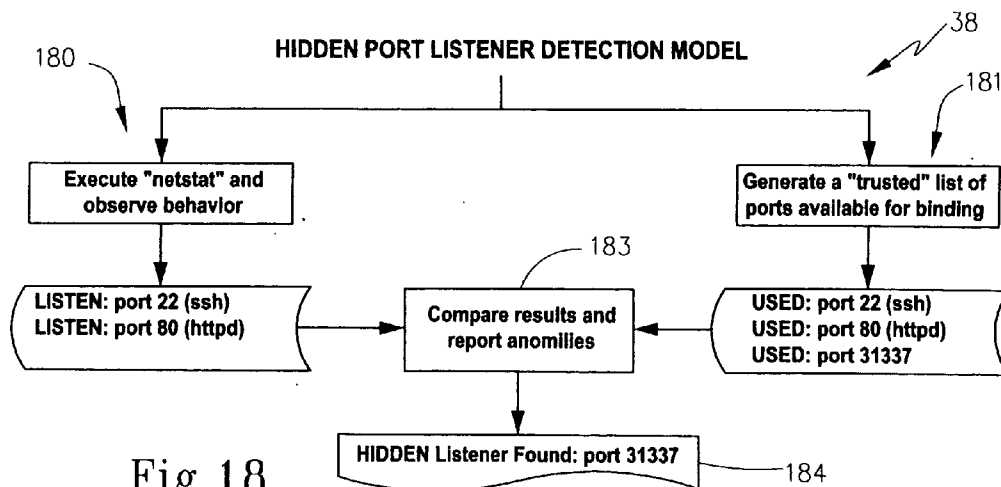 HIDDEN PORT LISTENER DETECTION MODEL
38
180
181
Execute "netstat" and
observe behavior
Generate a "trusted" list of
ports available for binding
183
LISTEN: port 22 (ssh)
LISTEN: port 80 (httpd)
Compare results and
report anomilies
USED: port 22 (ssh)
USED: port 80 (httpd)
USED: port 31337
HIDDEN Listener Found: port 31337
184
Fig 18